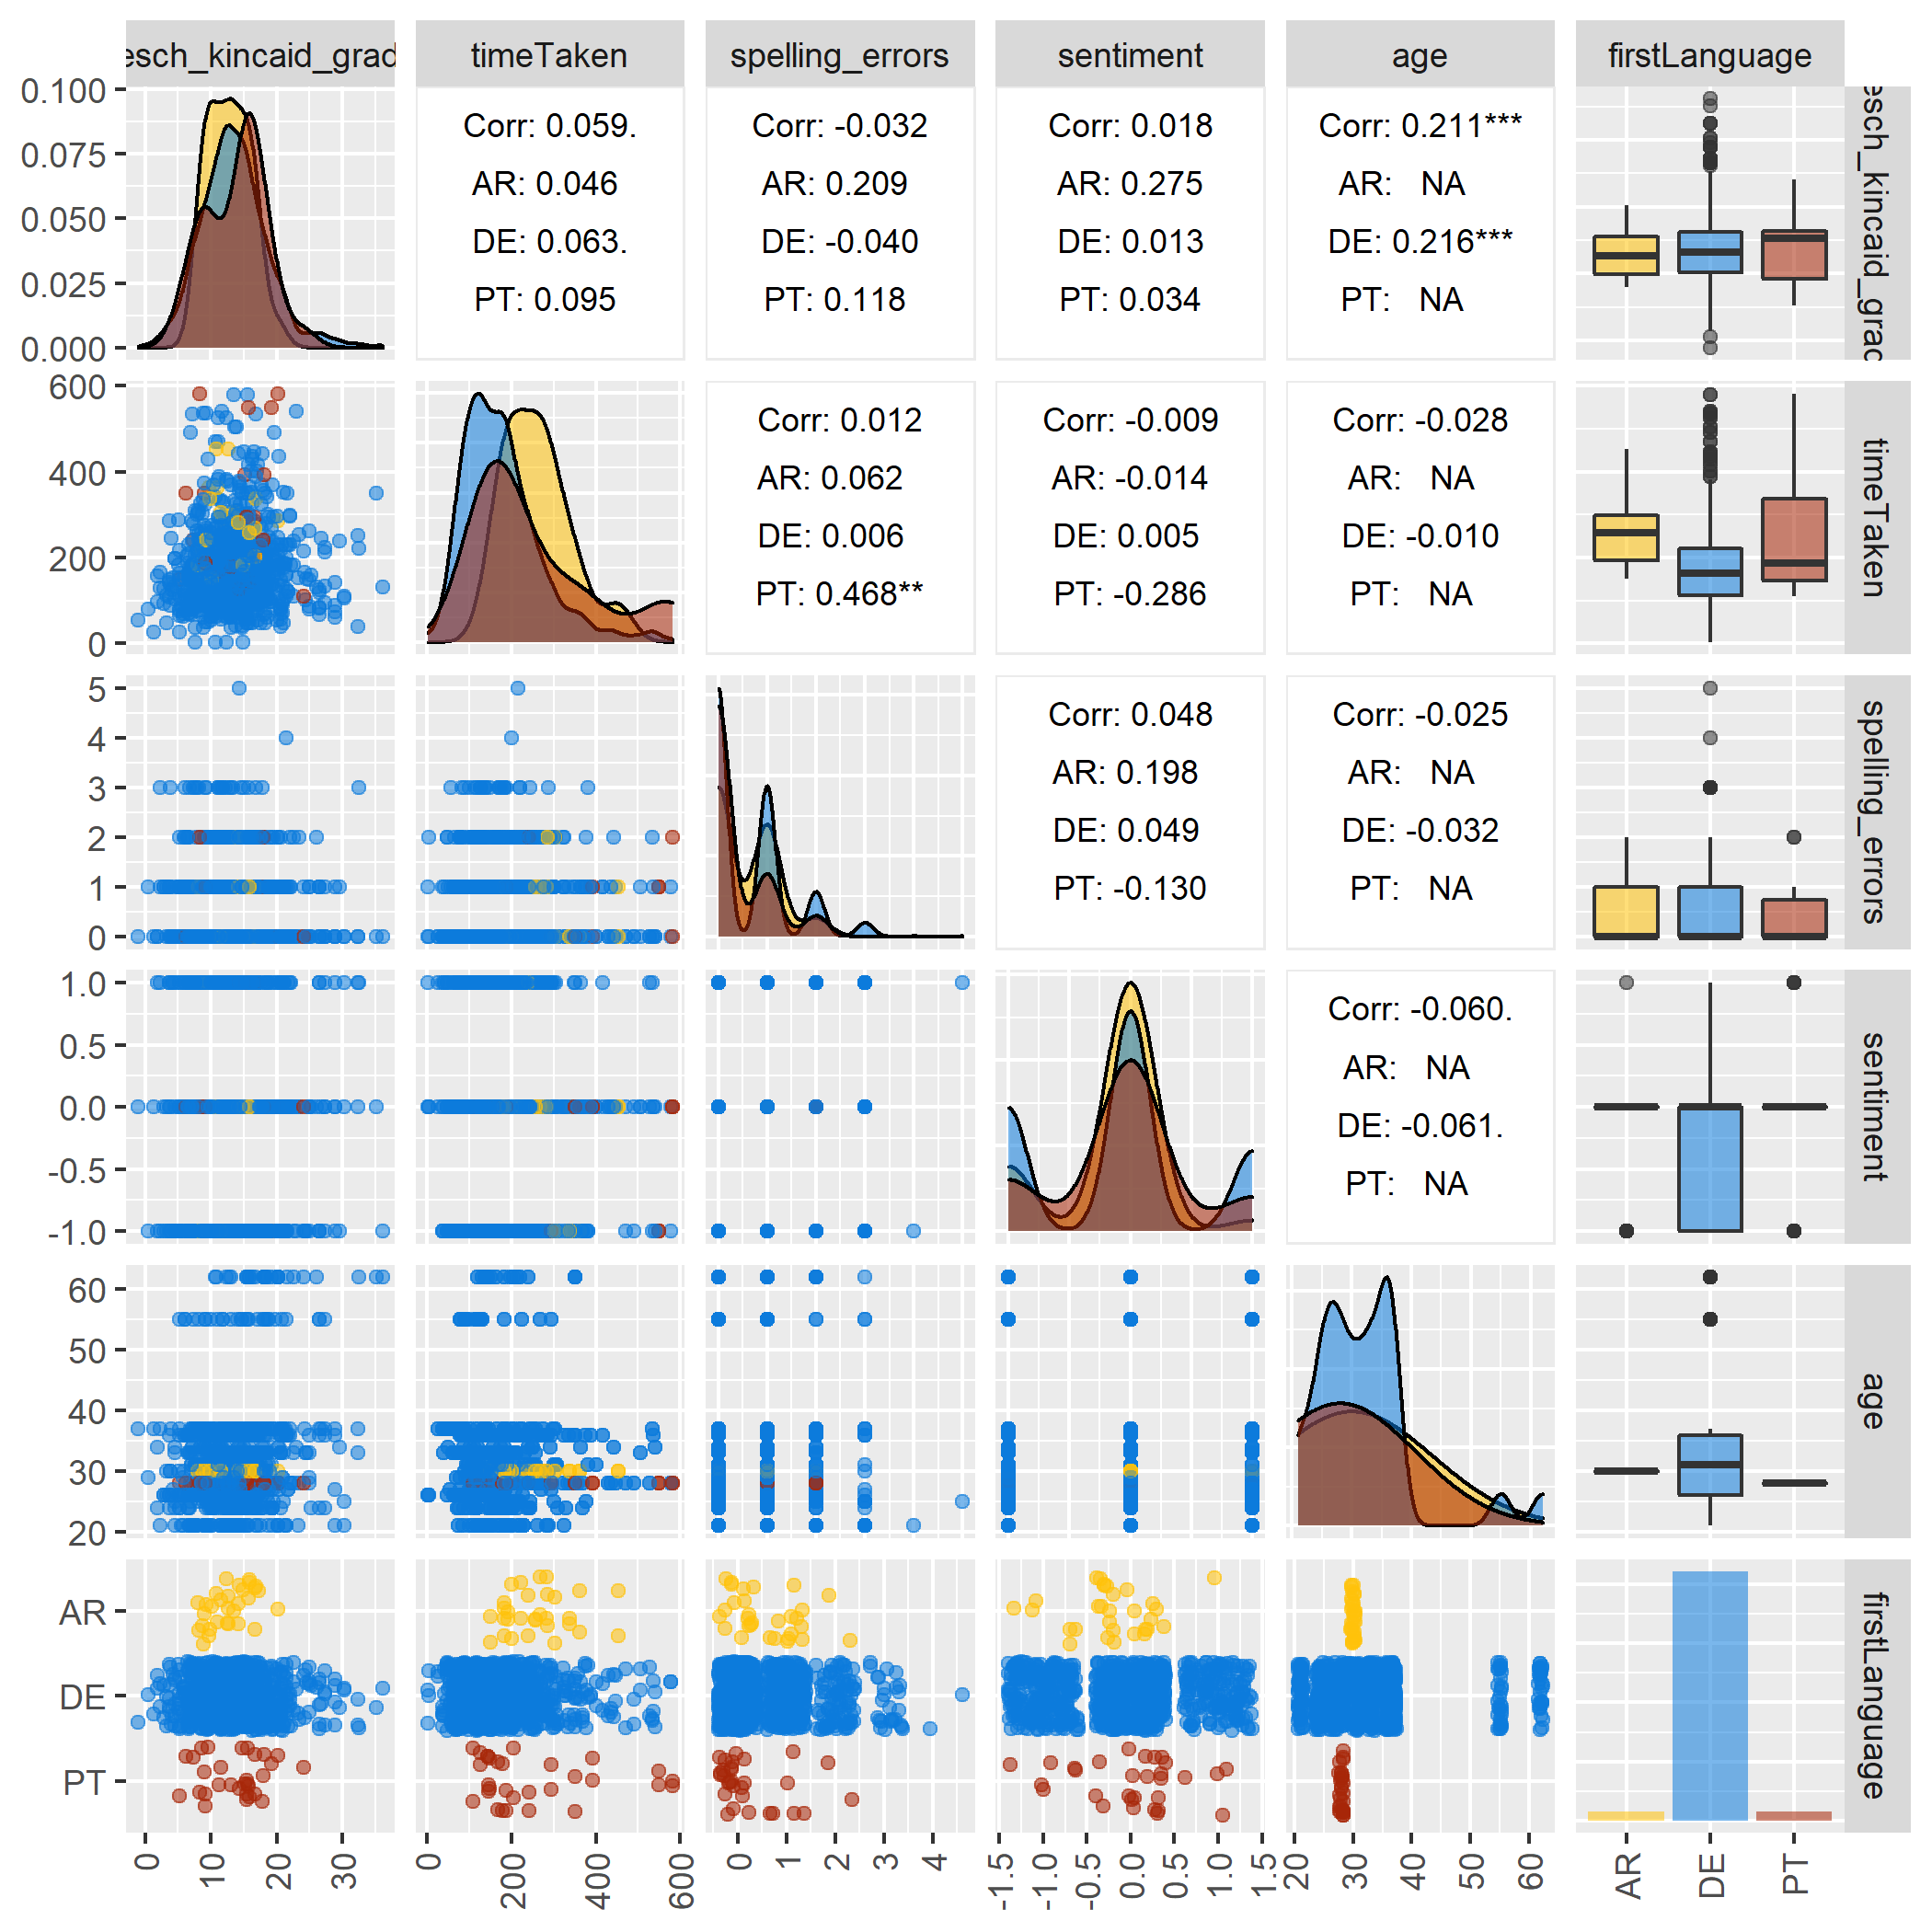 esch_kincaid_grad
timeTaken
spelling_errors
sentiment
age
firstLanguage
0.100
0.075
0.050
0.025
0.000
Corr: 0.059.
AR: 0.046
DE: 0.063.
PT: 0.095
Corr: -0.032
AR: 0.209
DE: -0.040
PT: 0.118
Corr: 0.018
AR: 0.275
DE: 0.013
PT: 0.034
Corr: 0.211***
AR: NA
DE: 0.216***
PT: NA
esch_kincaid_grad
600
400
200
0
Corr: 0.012
AR: 0.062
DE: 0.006
PT: 0.468**
Corr: -0.009
AR: -0.014
DE: 0.005
PT: -0.286
Corr: -0.028
AR: NA
DE: -0.010
PT: NA
timeTaken
5
4
3
2
1
0
Corr: 0.048
AR: 0.198
DE: 0.049
PT: -0.130
Corr: -0.025
AR: NA
DE: -0.032
PT: NA
spelling_errors
1.0
0.5
0.0
-0.5
-1.0
Corr: -0.060.
AR: NA
DE: -0.061.
PT: NA
sentiment
60
50
40
30
20
age
AR
DE
PT
firstLanguage
0
10
20
30
0
200
400
600
0
1
2
3
4
-1.5
-1.0
-0.5
0.0
0.5
1.0
1.5
20
30
40
50
60
AR
DE
PT